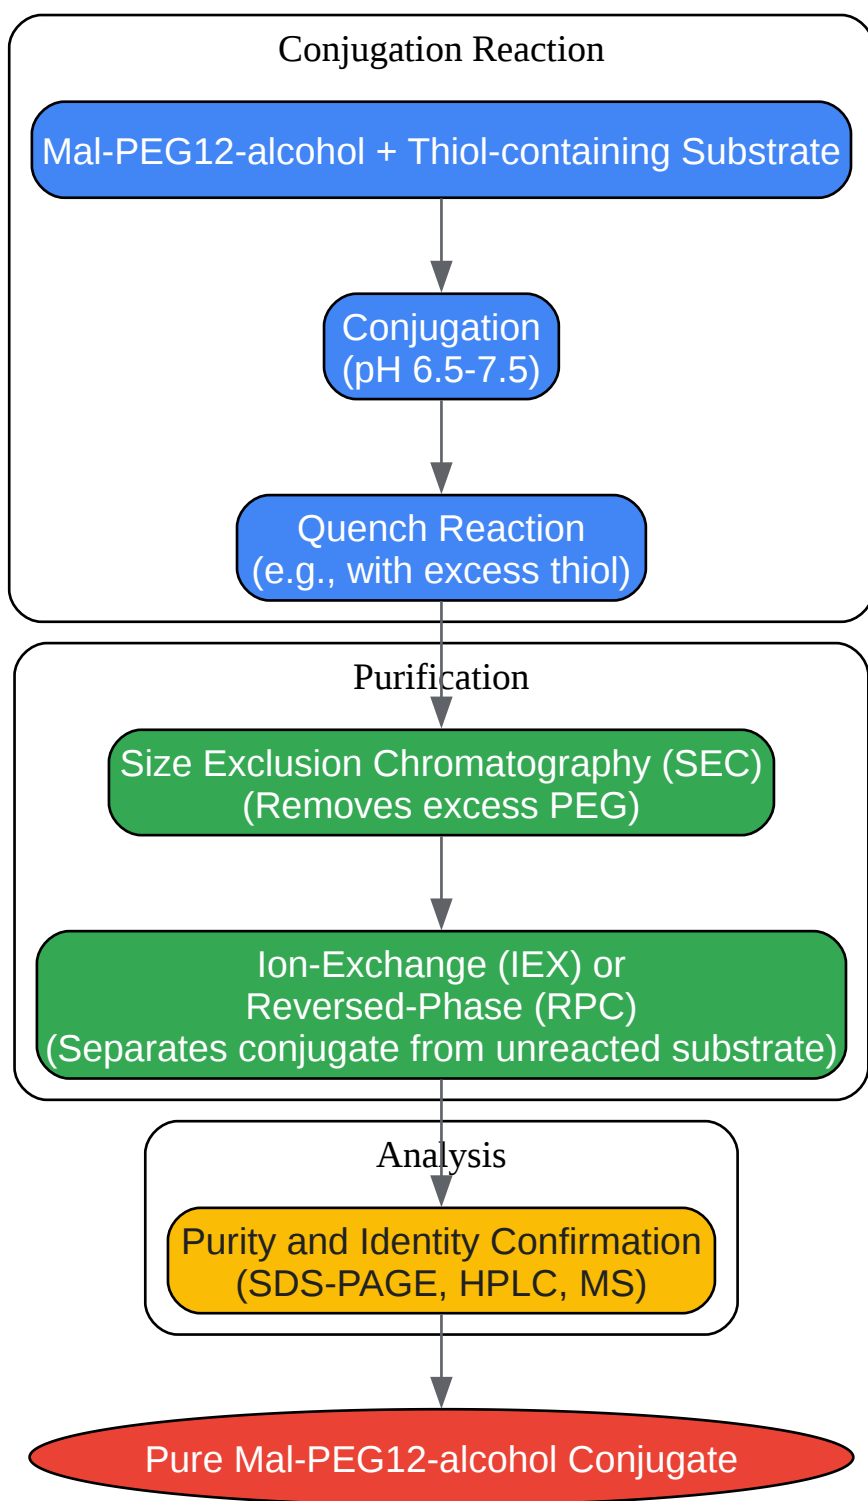 Conjugation Reaction
Mal-PEG12-alcohol + Thiol-containing Substrate
Conjugation
(pH 6.5-7.5)
Quench Reaction
(e.g., with excess thiol)
Purification
Size Exclusion Chromatography (SEC)
(Removes excess PEG)
Ion-Exchange (IEX) or
Reversed-Phase (RPC)
(Separates conjugate from unreacted substrate)
Analysis
Purity and Identity Confirmation
(SDS-PAGE, HPLC, MS)
Pure Mal-PEG12-alcohol Conjugate